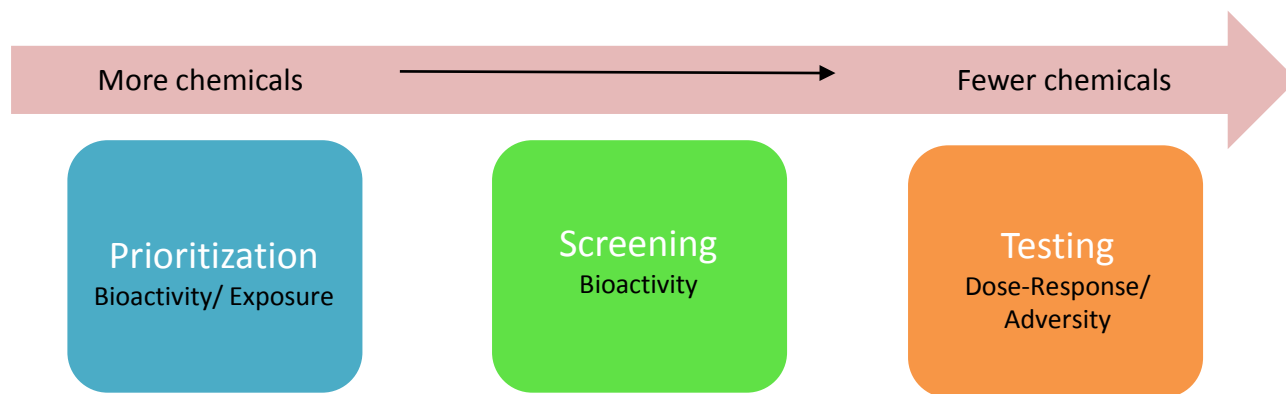 More chemicals
Fewer chemicals
Prioritization
Bioactivity/ Exposure
Screening
Bioactivity
Testing
Dose-Response/
Adversity